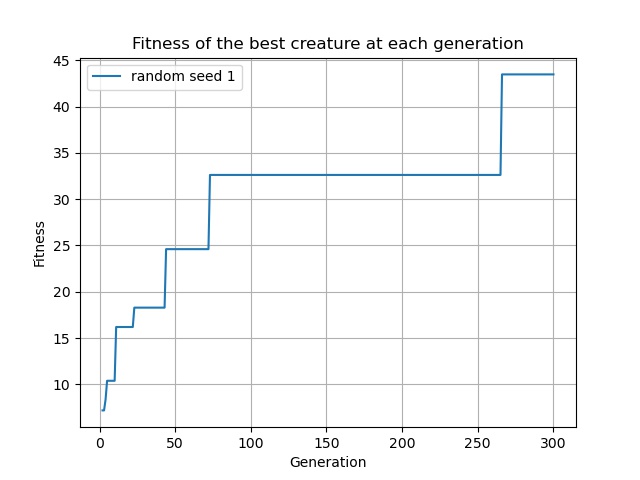 Fitness of the best creature at each generation
random seed 1
45
40
35
30
25
20
15
10
Fitness
0 50 100 150 200 250 300
Generation